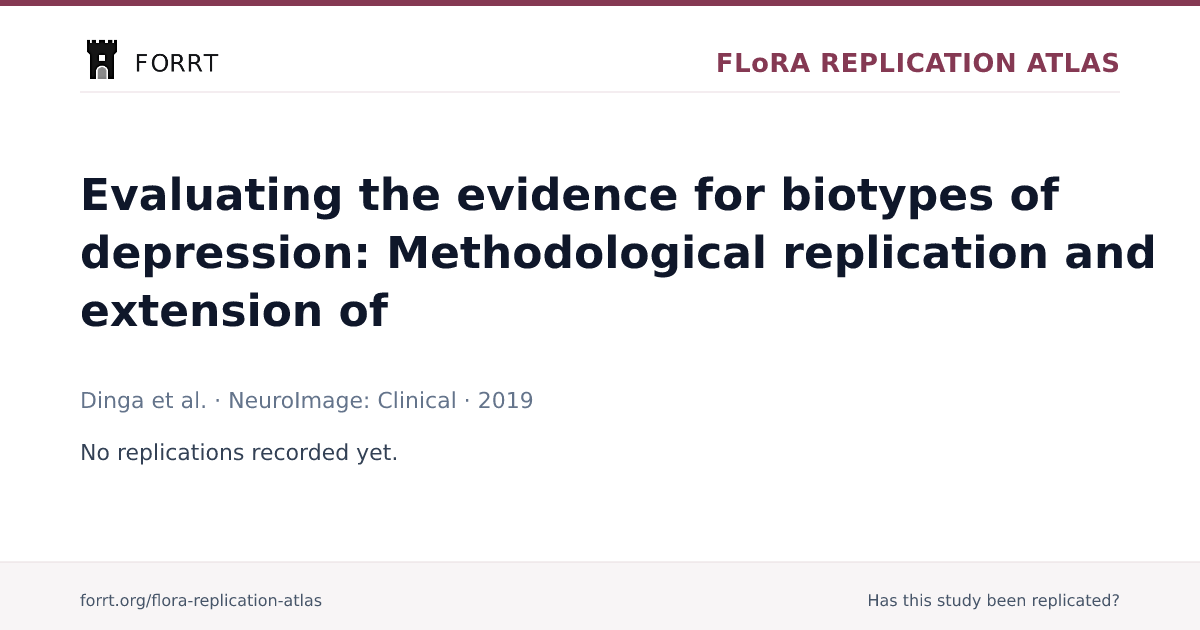 FORRT
FLoRA REPLICATION ATLAS
Evaluating the evidence for biotypes of
depression: Methodological replication and
extension of
Dinga et al. · NeuroImage: Clinical · 2019
No replications recorded yet.
forrt.org/flora-replication-atlas
Has this study been replicated?